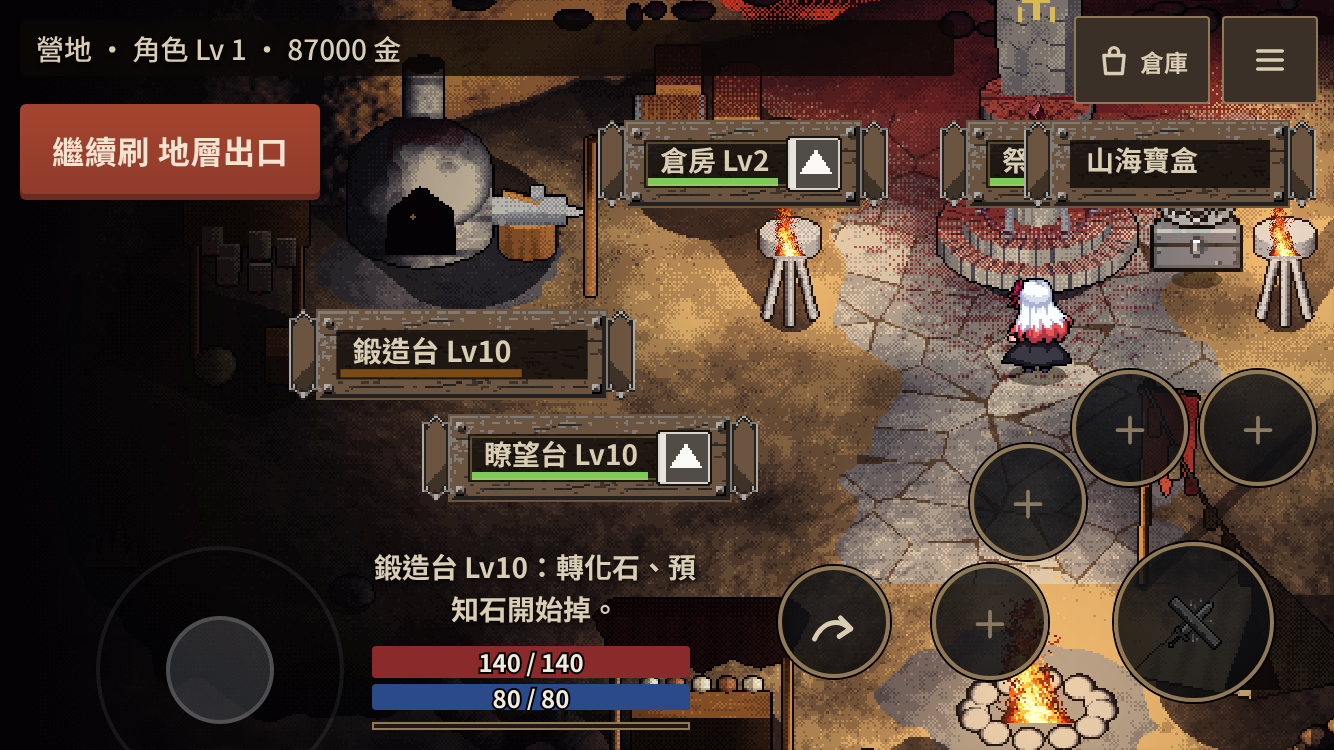 營地 · 角色 Lv 1 · 87000 金
倉庫
繼續刷 地層出口
倉房 Lv2
祭
山海寶盒
鍛造台 Lv10
瞭望台 Lv10
鍛造台 Lv10：轉化石、預
知石開始掉。
140 / 140
80 / 80